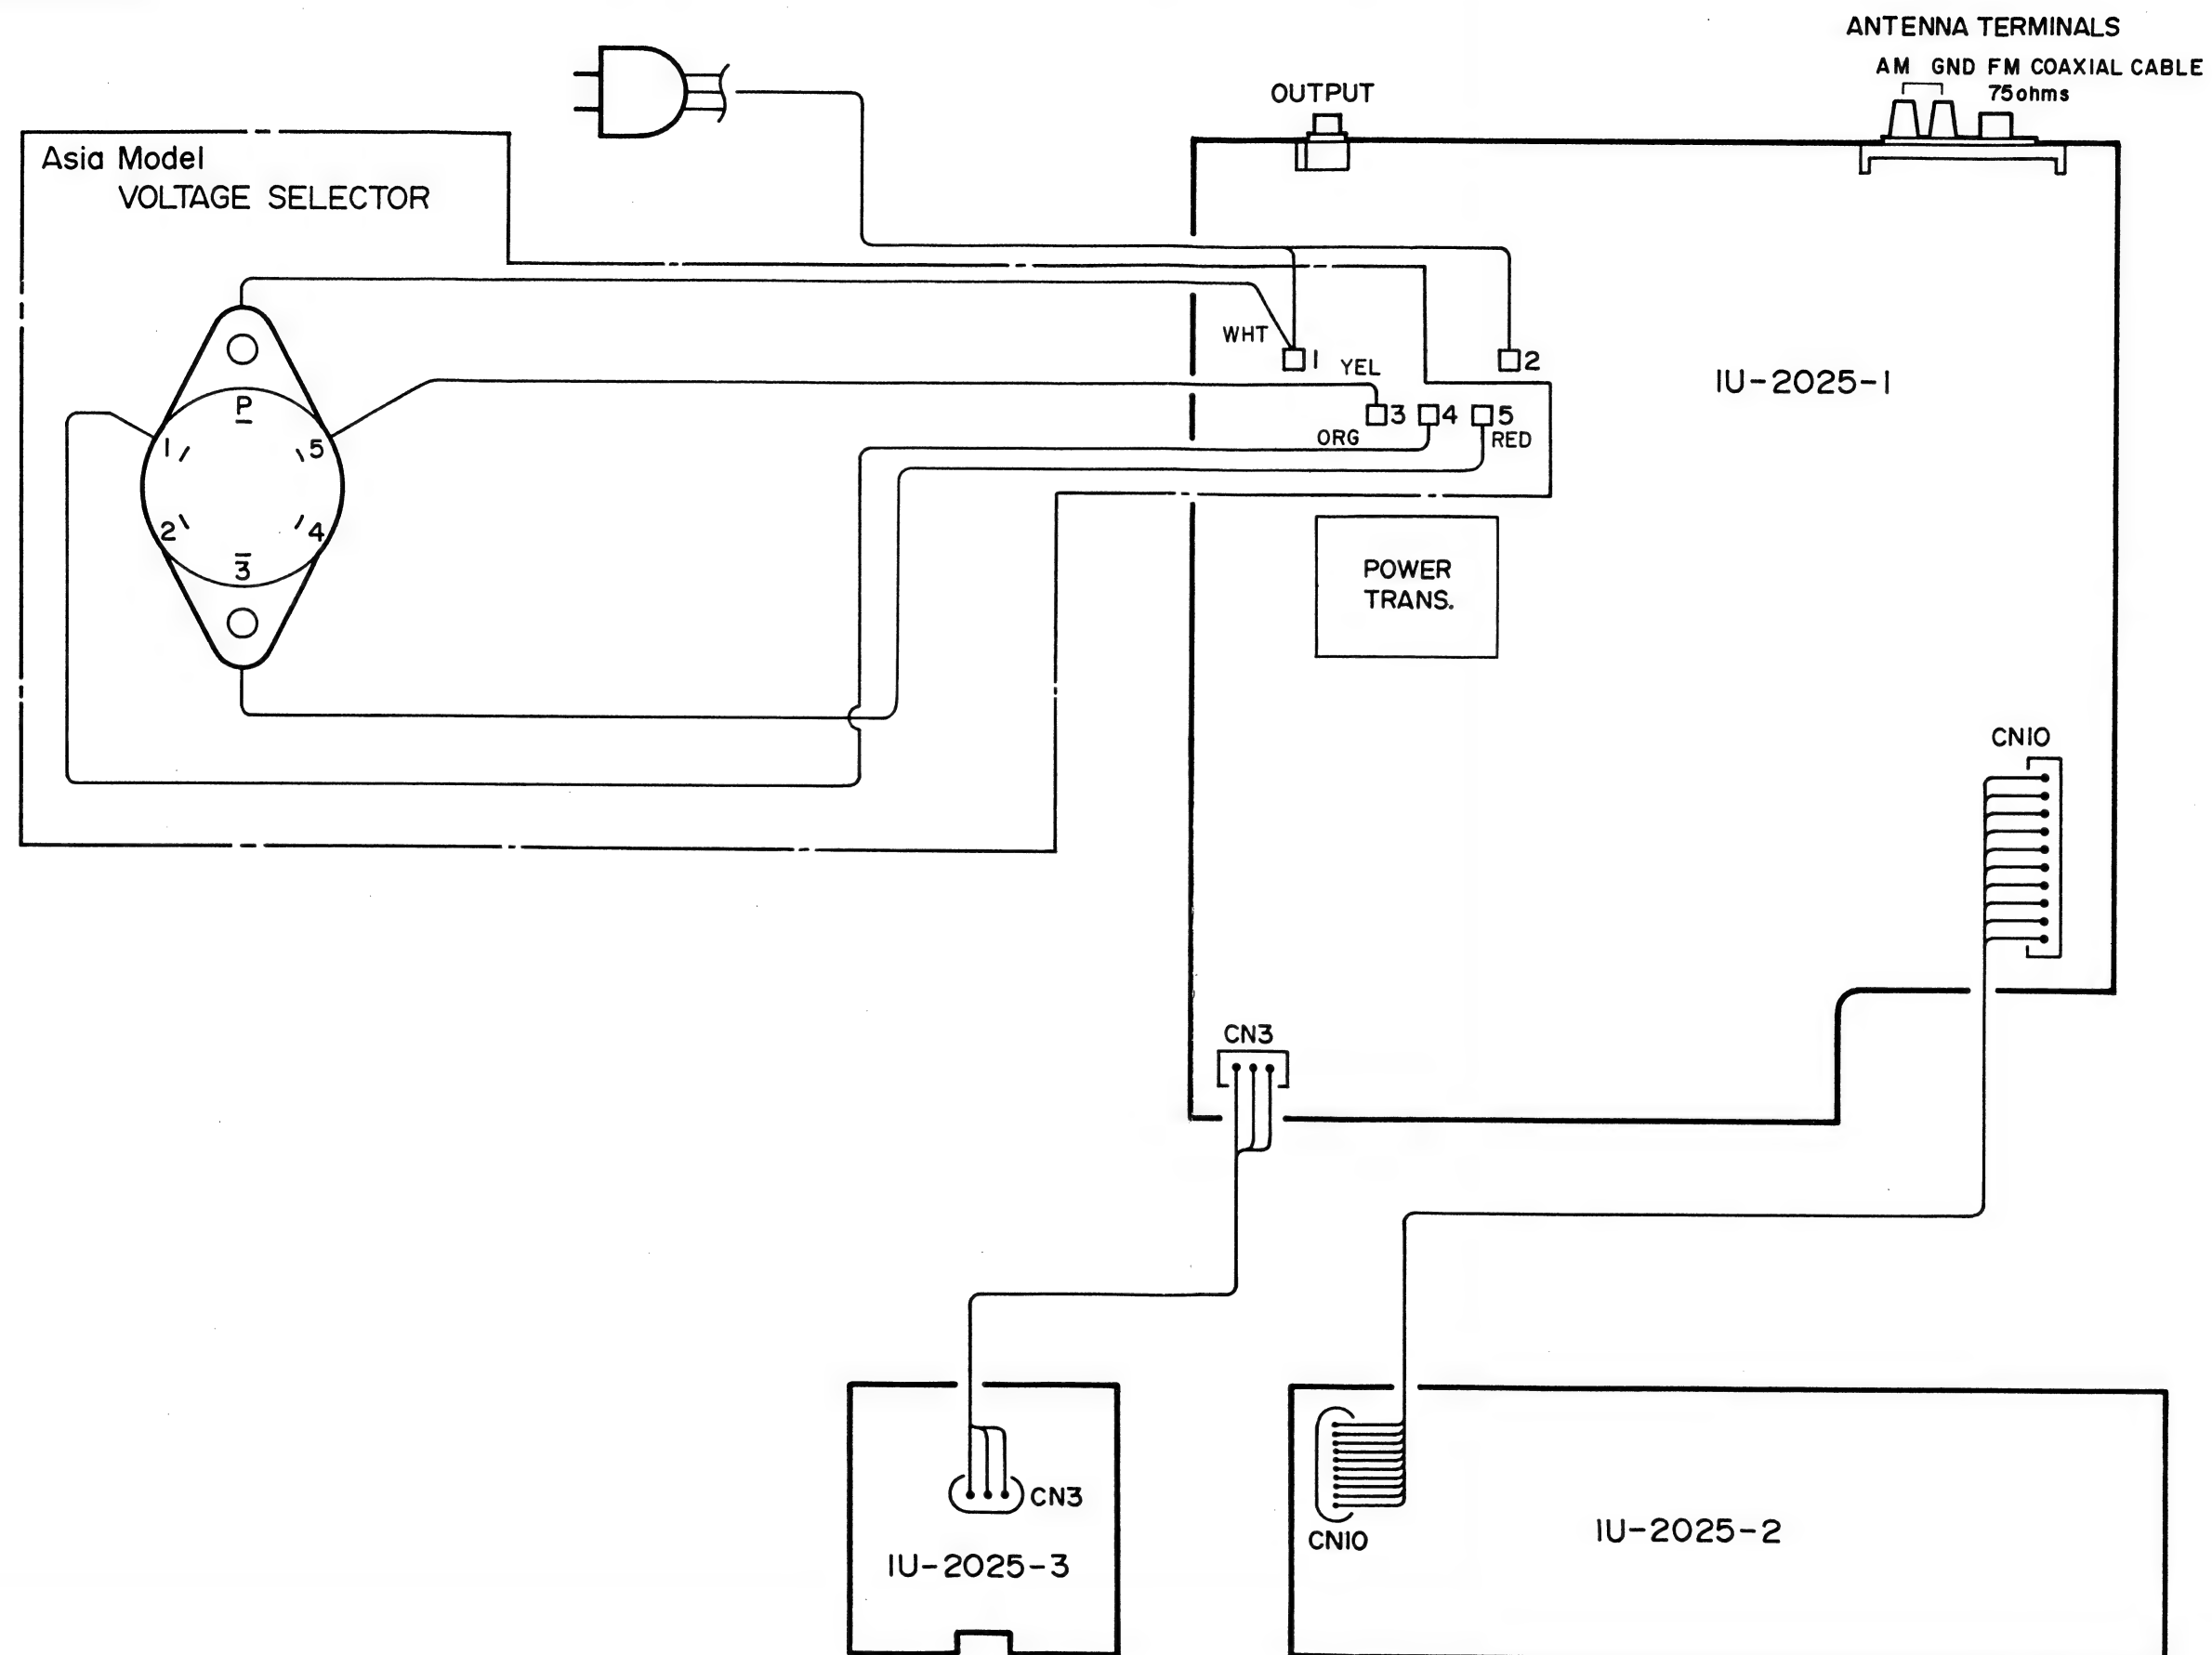 ANTENNA TERMINALS
AM GND FM COAXIAL CABLE
75ohms
OUTPUT
Asia Model
VOLTAGE SELECTOR
WHT
1
YEL
2
IU-2025-1
P
3
4
5
ORG
RED
1
5
2
4
3
POWER
TRANS.
CN10
CN3
CN3
IU-2025-3
CN10
IU-2025-2